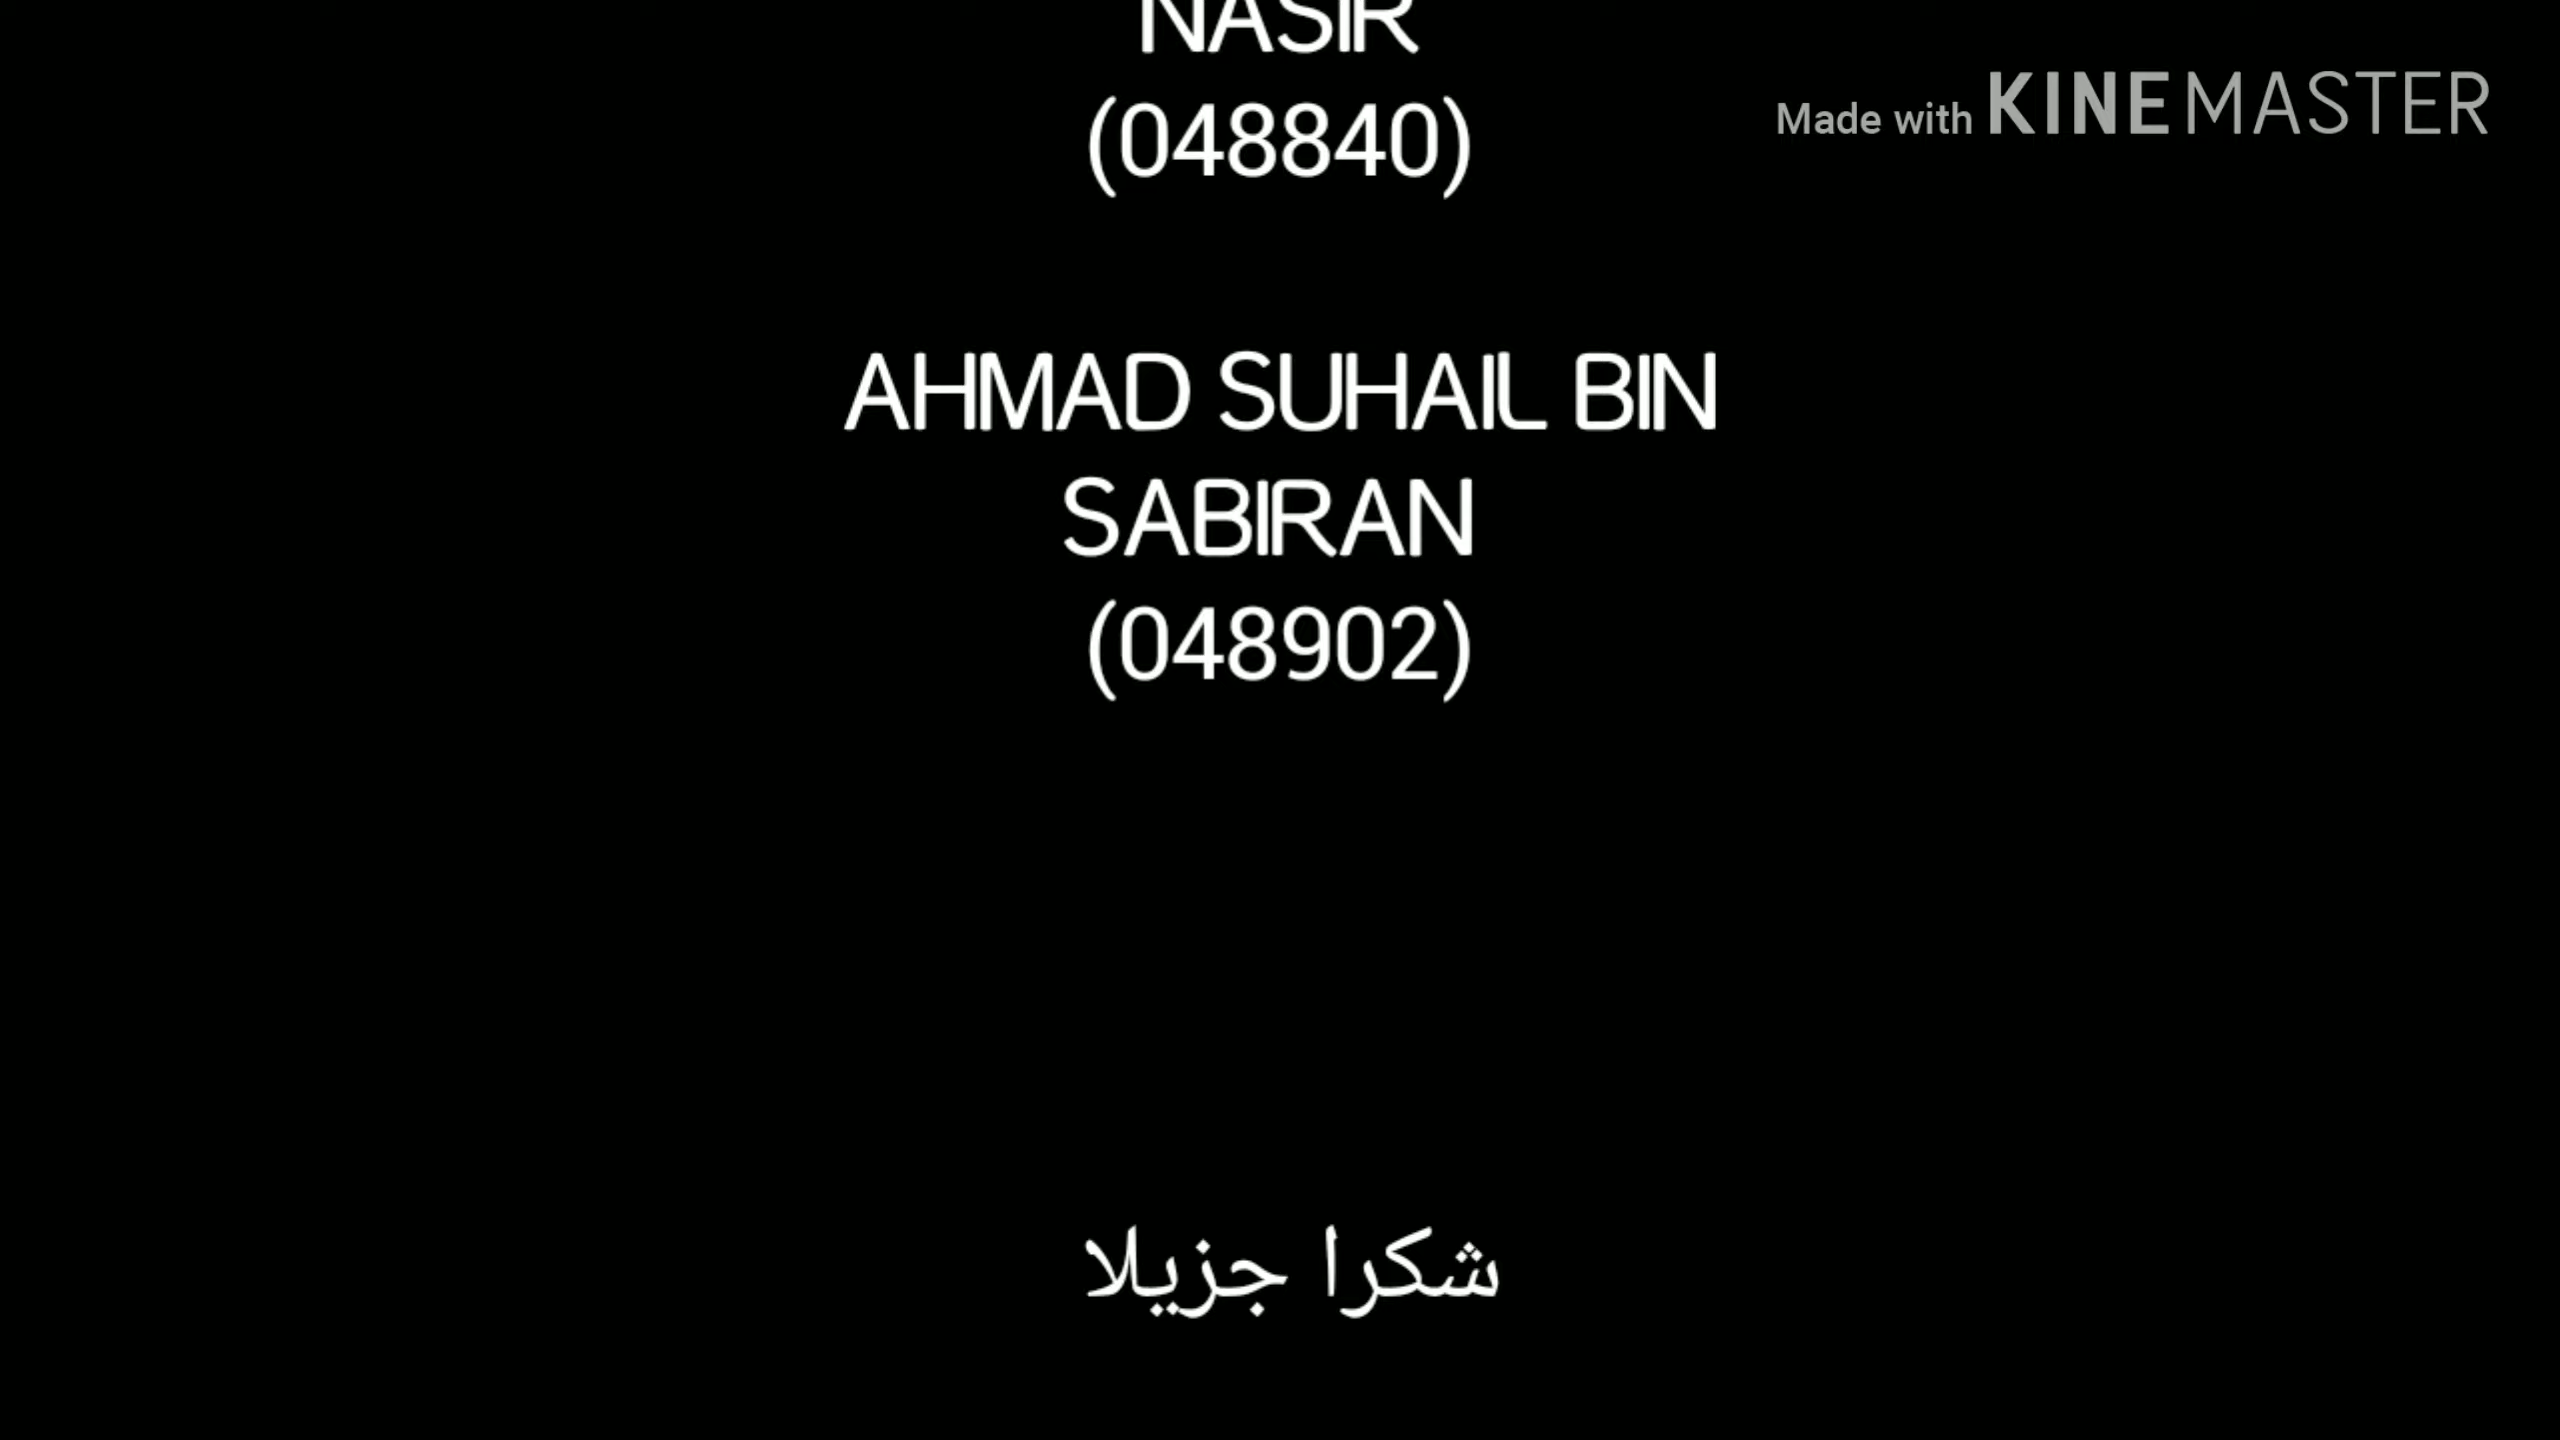 NASIR
(048840)
Made with KINEMASTER
AHMAD SUHAIL BIN
SABIRAN
(048902)
شكرا جزيلا